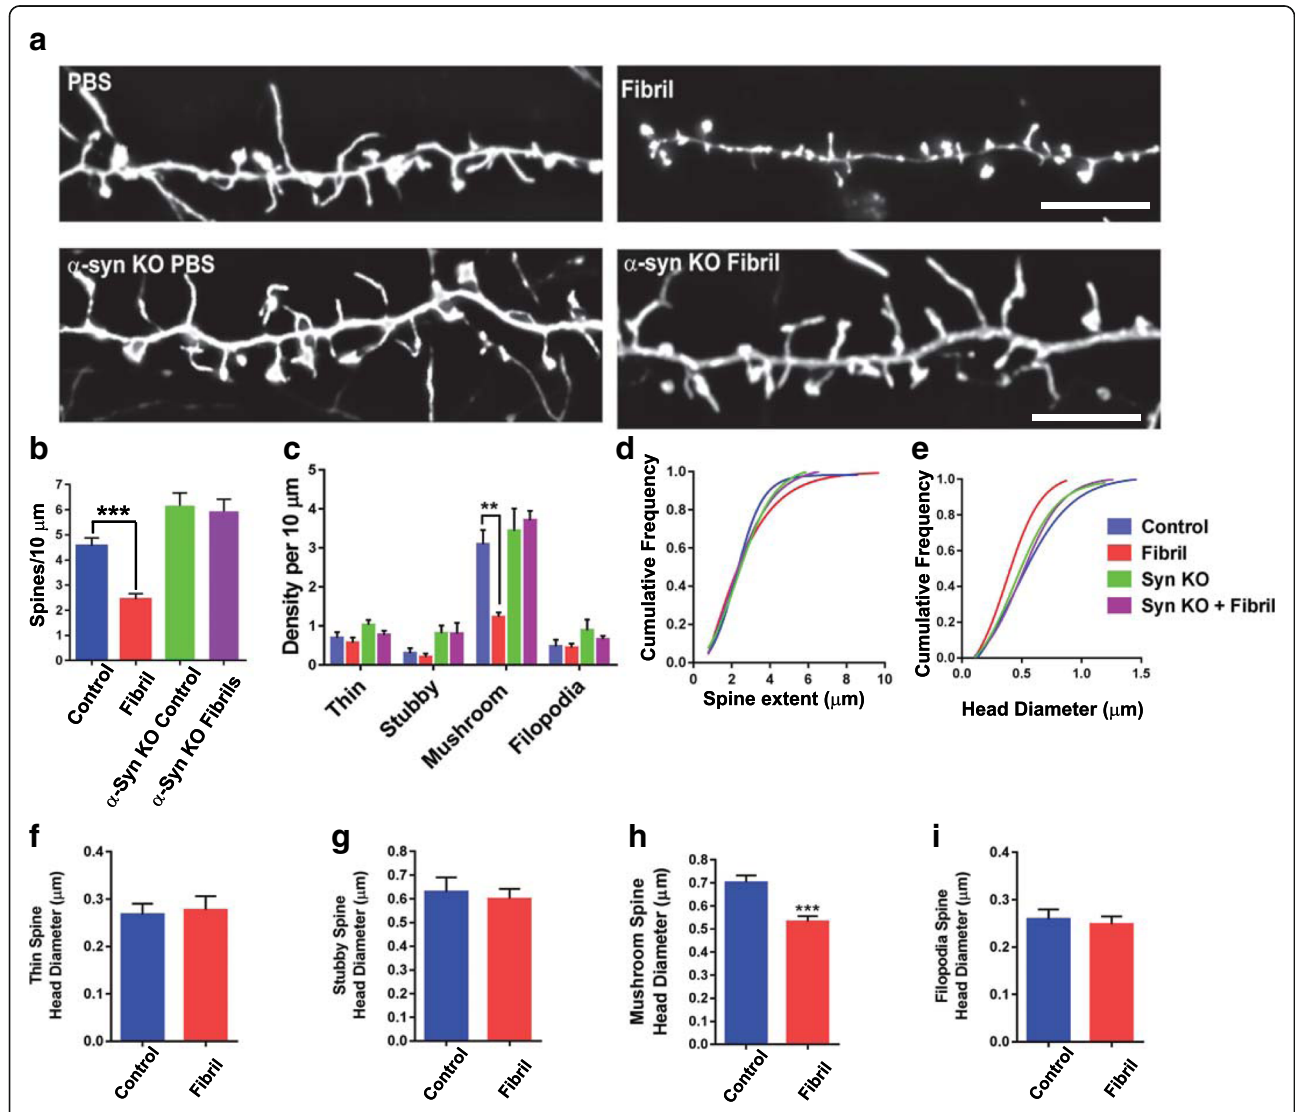 a
PBS
Fibril
α-syn KO PBS
α-syn KO Fibril
b
Spines/10 μm
7
6
5
4
3
2
1
0
***
Control
Fibril
α-Syn KO Control
α-Syn KO Fibrils
c
Density per 10 μm
5
4
3
2
1
0
**
Thin
Stubby
Mushroom
Filopodia
d
Cumulative Frequency
1.0
0.8
0.6
0.4
0.2
0.0
0 2 4 6 8 10
Spine extent (μm)
e
Cumulative Frequency
1.0
0.8
0.6
0.4
0.2
0.0
0.0 0.5 1.0 1.5
Head Diameter (μm)
Control
Fibril
Syn KO
Syn KO + Fibril
f
Thin Spine
Head Diameter (μm)
0.4
0.3
0.2
0.1
0.0
Control
Fibril
g
Stubby Spine
Head Diameter (μm)
0.8
0.7
0.6
0.5
0.4
0.3
0.2
0.1
0.0
Control
Fibril
h
Mushroom Spine
Head Diameter (μm)
0.8
0.7
0.6
0.5
0.4
0.3
0.2
0.1
0.0
***
Control
Fibril
i
Filopodia Spine
Head Diameter (μm)
0.4
0.3
0.2
0.1
0.0
Control
Fibril